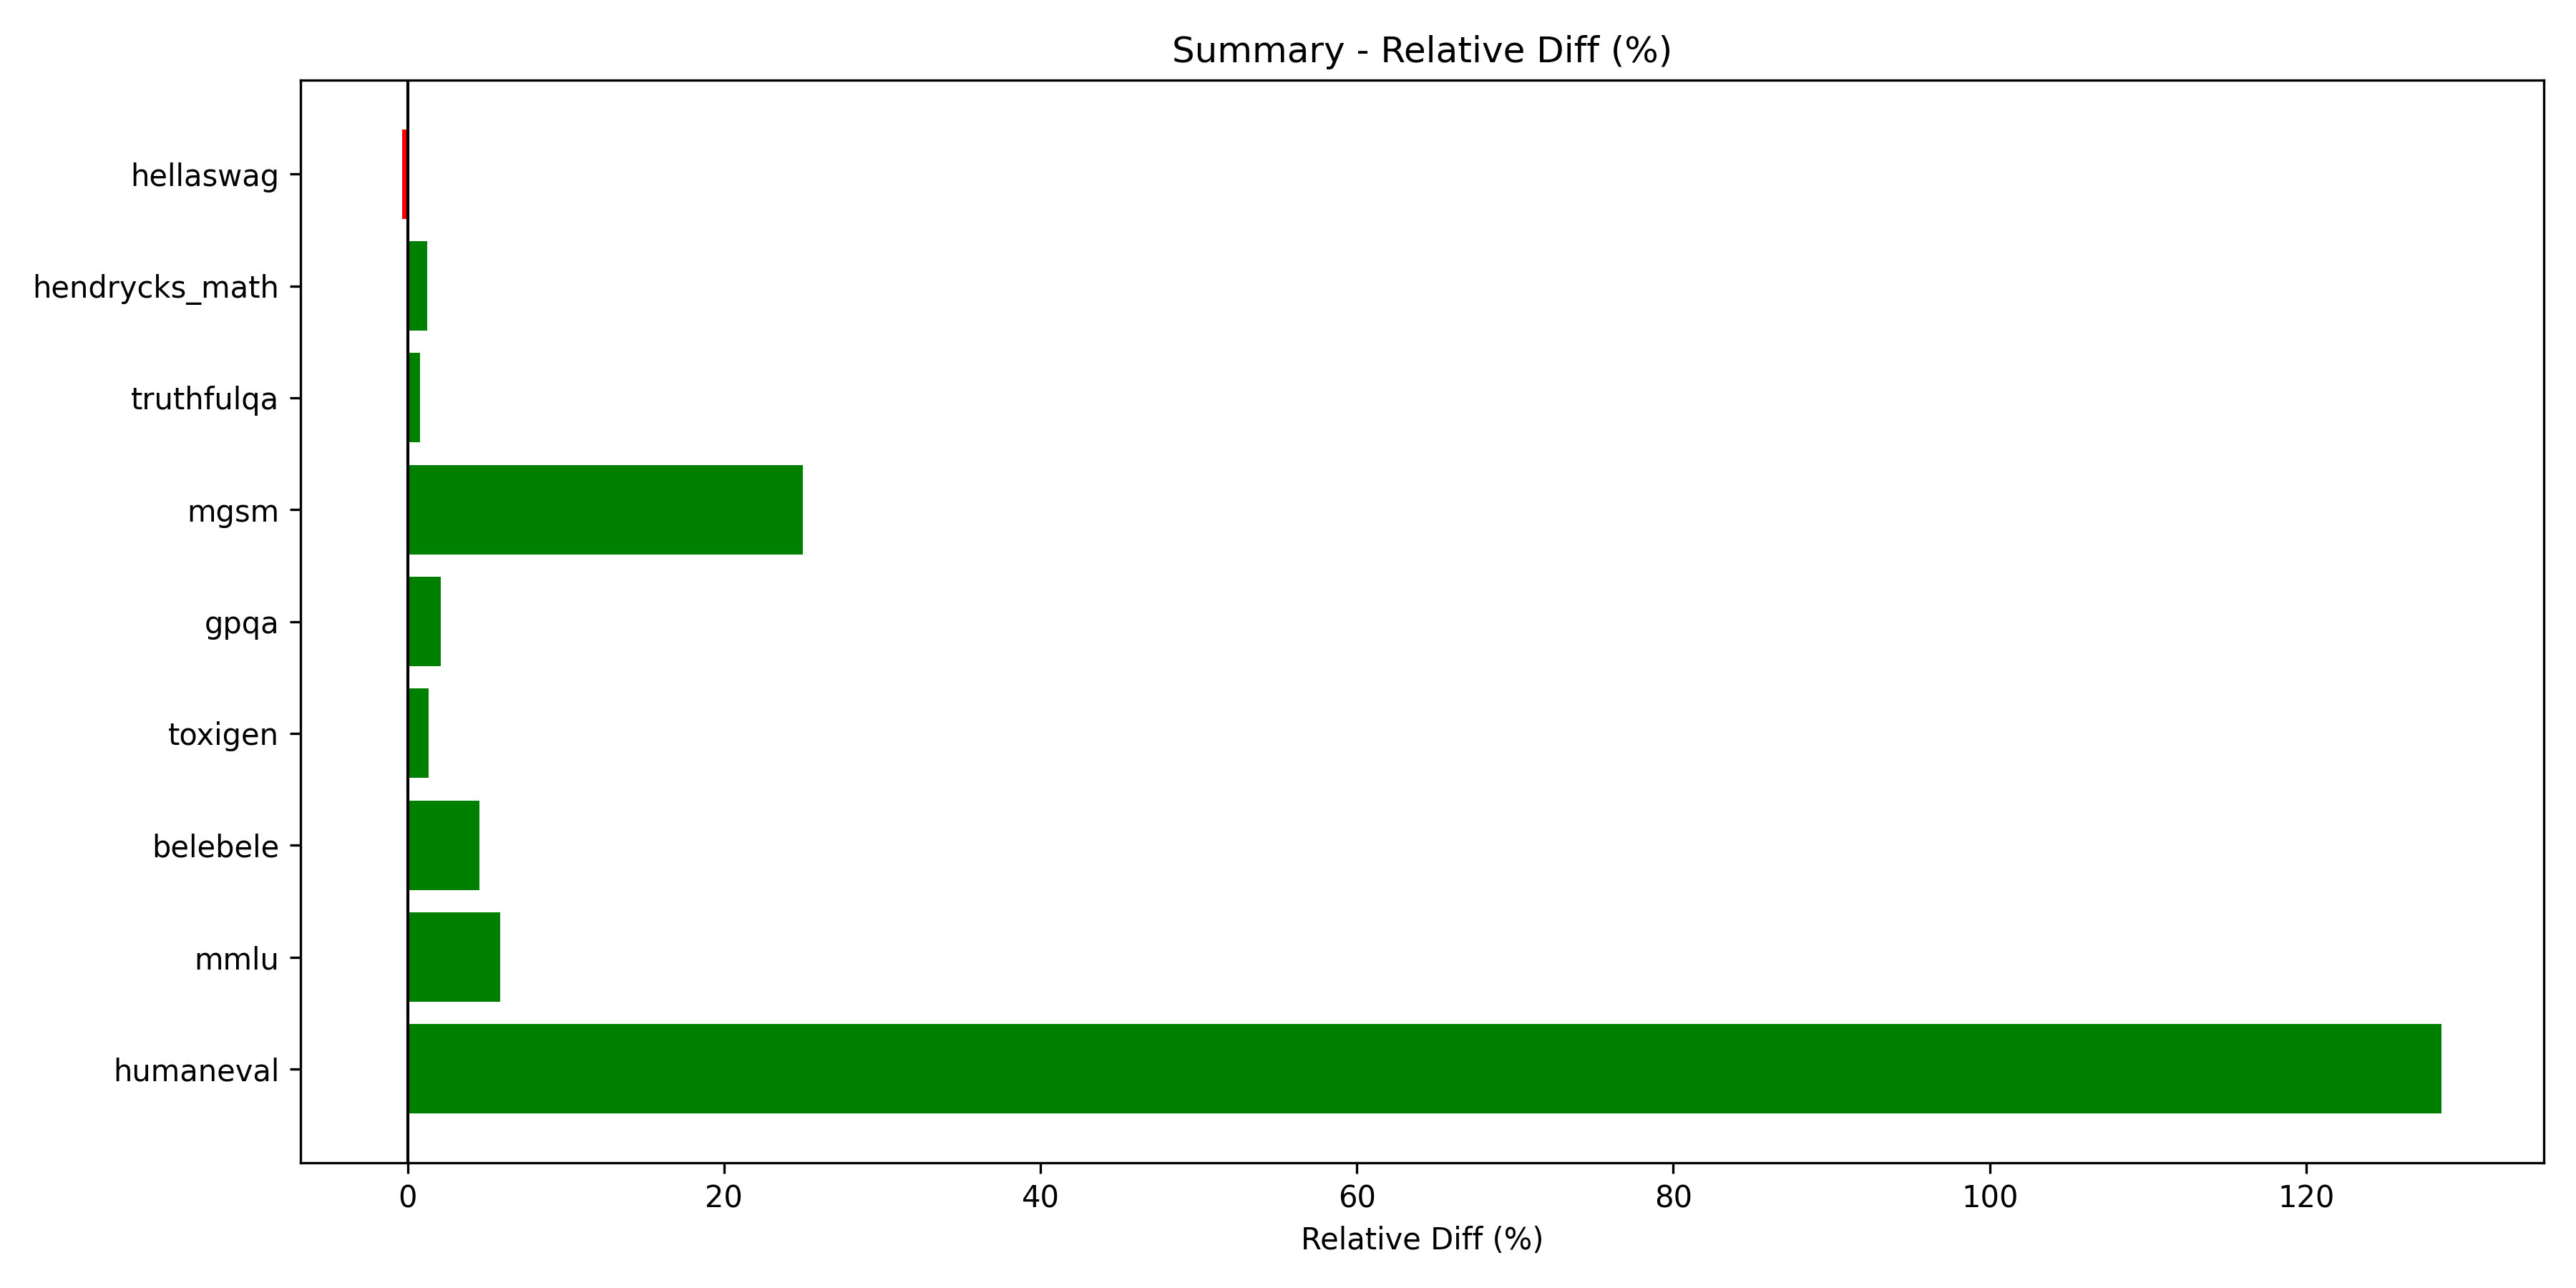 Summary - Relative Diff (%)
hellaswag
hendrycks_math
truthfulqa
mgsm
gpqa
toxigen
belebele
mmlu
humaneval
0 20 40 60 80 100 120
Relative Diff (%)